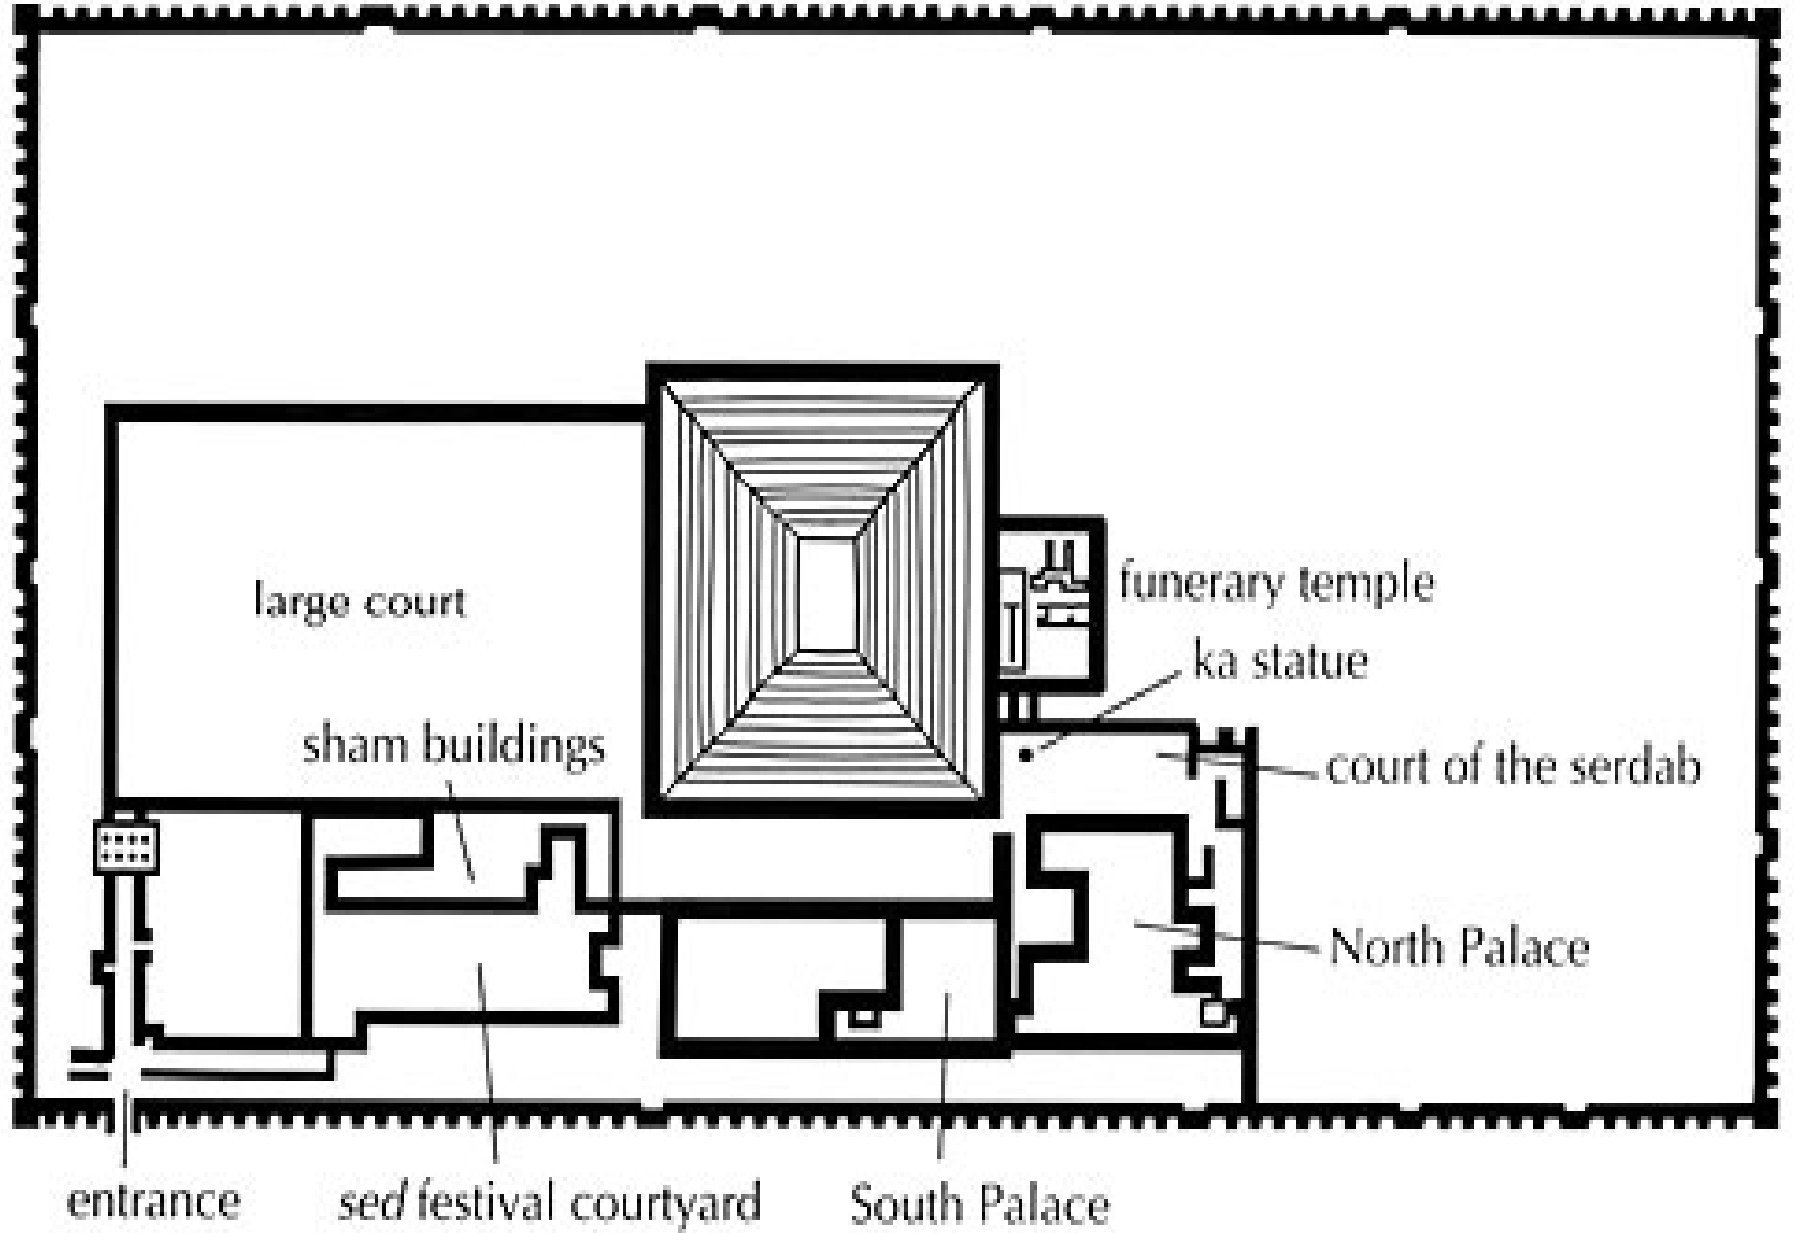 funerary temple
large court
ka statue
sham buildings
court of the serdab
North Palace
entrance
sed festival courtyard
South Palace